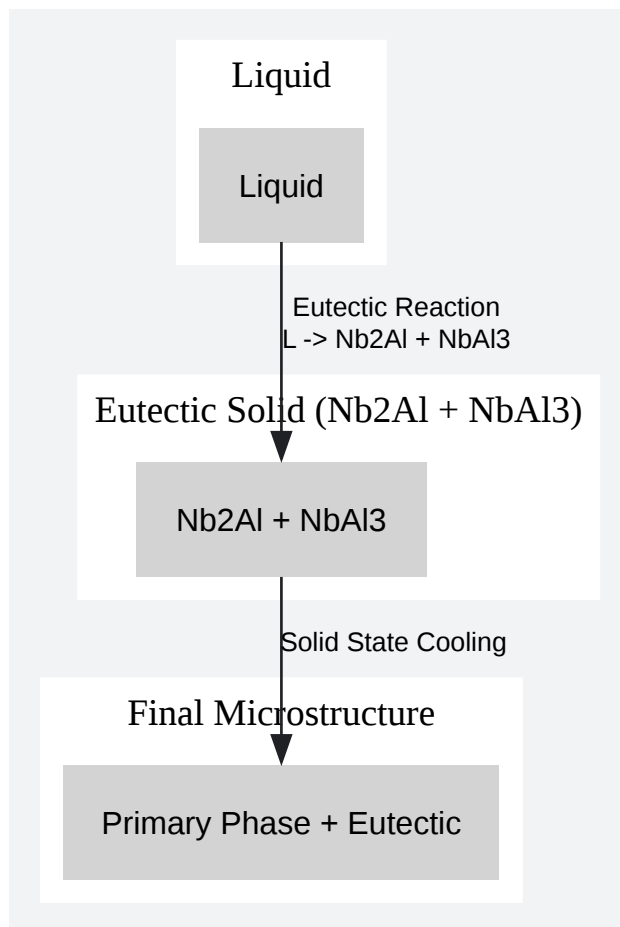 Liquid
Liquid
Eutectic Reaction
L -> Nb2Al + NbAl3
Eutectic Solid (Nb2Al + NbAl3)
Nb2Al + NbAl3
Solid State Cooling
Final Microstructure
Primary Phase + Eutectic